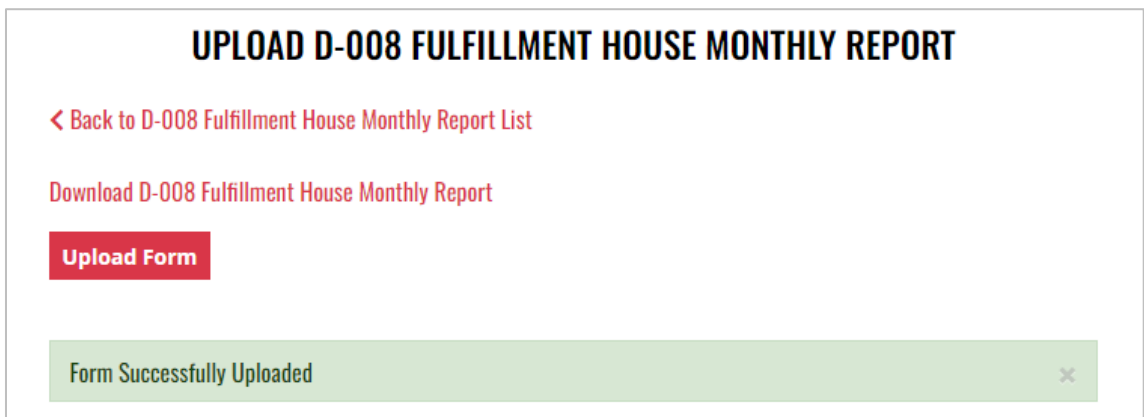 UPLOAD D-008 FULFILLMENT HOUSE MONTHLY REPORT
Back to D-008 Fulfillment House Monthly Report List
Download D-008 Fulfillment House Monthly Report
Upload Form
Form Successfully Uploaded